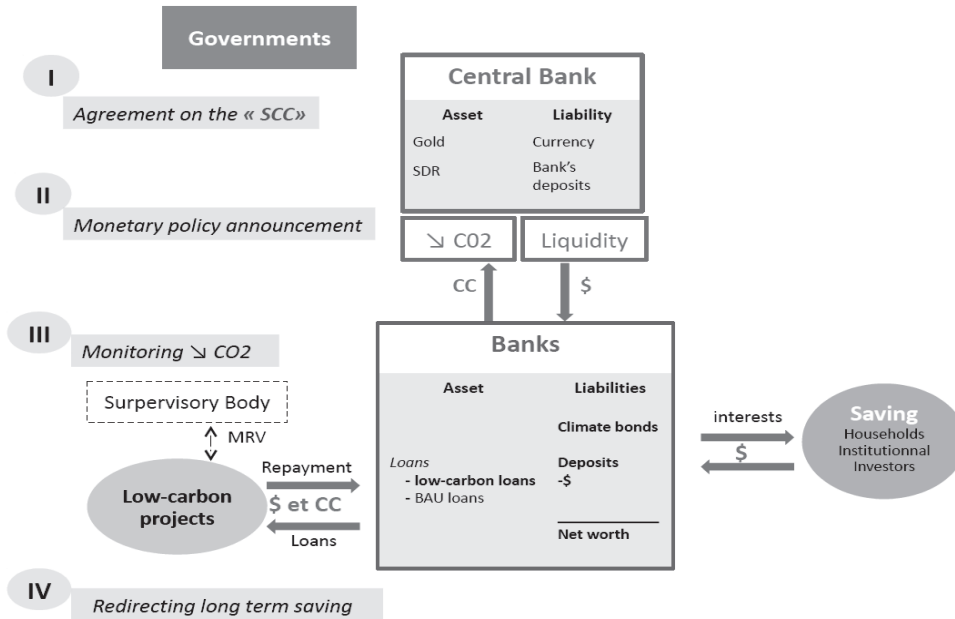 Governments
I
Agreement on the « SCC»
Central Bank
Asset Liability
Gold Currency
SDR Bank's
deposits
II
Monetary policy announcement
↘ C02 Liquidity
CC $
III
Monitoring ↘ CO2
Banks
Asset Liabilities
Climate bonds
Loans Deposits
- low-carbon loans -$
- BAU loans
Net worth
Surpervisory Body
MRV
Low-carbon
projects
Repayment
$ et CC
Loans
interests
$
Saving
Households
Institutionnal
Investors
IV
Redirecting long term saving